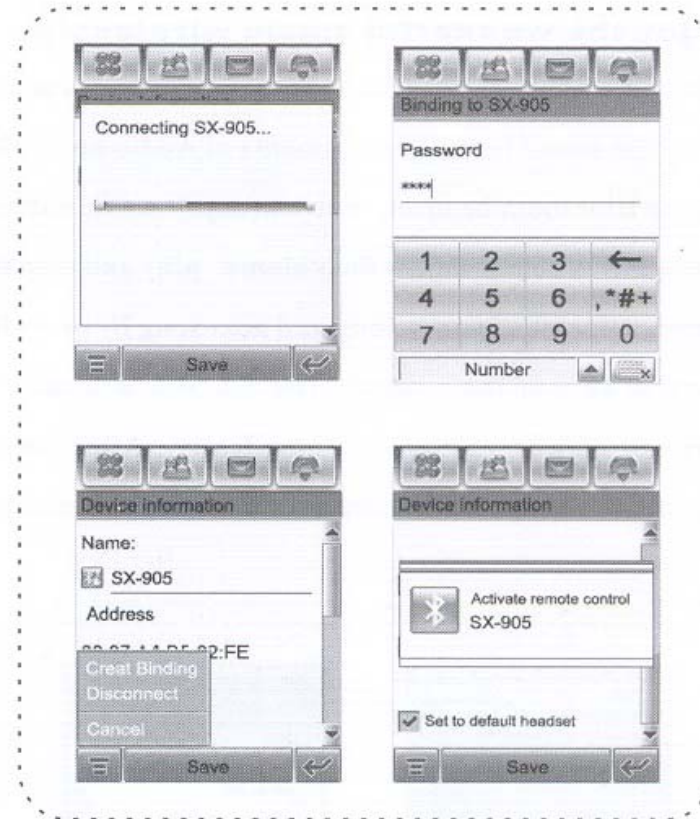 Device information
Connecting SX-905...
Save
Binding to SX-905
Password
****
1 2 3
4 5 6 ,*#+
7 8 9 0
Number
Device information
Name:
SX-905
Address
:FE
Creat Binding
Disconnect
Cancel
Save
Device information
Activate remote control
SX-905
Set to default headset
Save